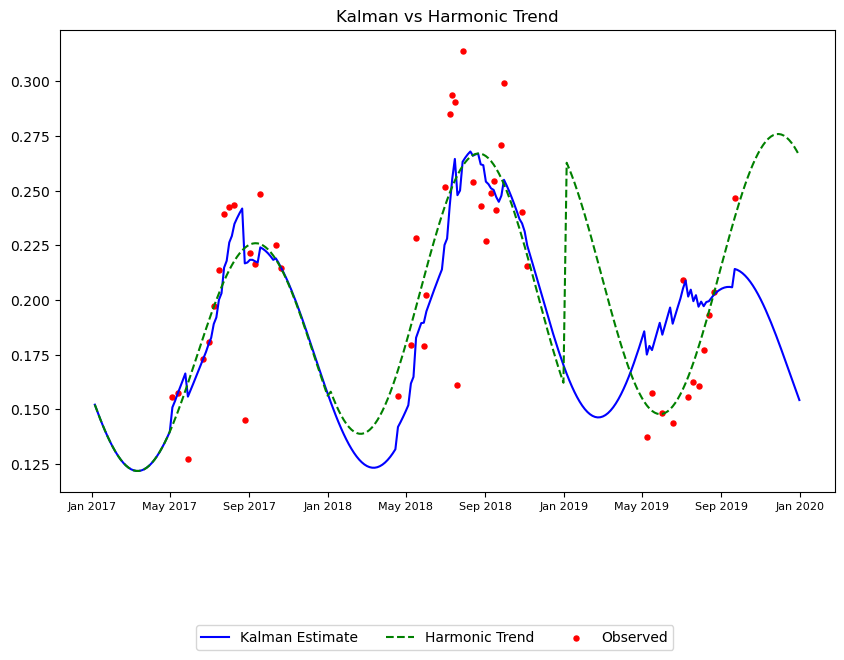 Kalman vs Harmonic Trend
0.300
0.275
0.250
0.225
0.200
0.175
0.150
0.125
Jan 2017 May 2017 Sep 2017 Jan 2018 May 2018 Sep 2018 Jan 2019 May 2019 Sep 2019 Jan 2020
Kalman Estimate Harmonic Trend Observed